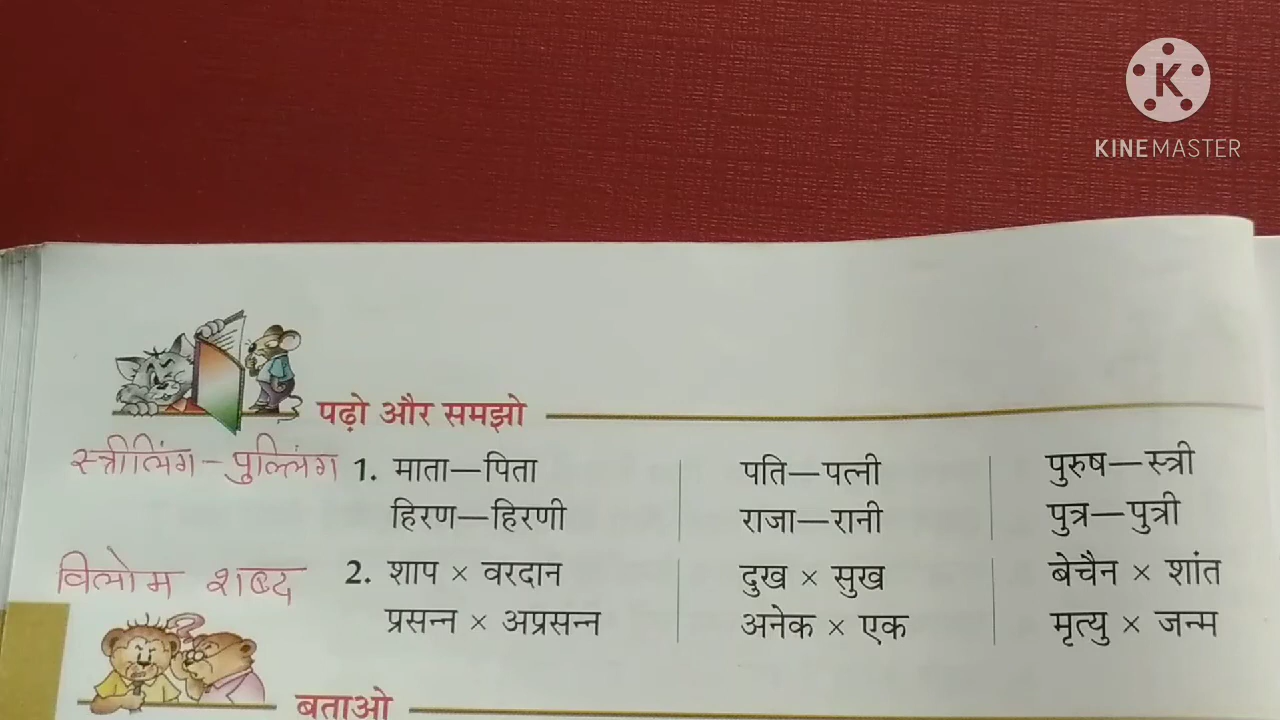 K
KINEMASTER
पढ़ो और समझो
स्त्रीलिंग - पुल्लिंग 1. माता—पिता पति—पत्नी पुरुष—स्त्री
हिरण—हिरणी राजा—रानी पुत्र—पुत्री
विलोम शब्द 2. शाप × वरदान दुख × सुख बेचैन × शांत
प्रसन्न × अप्रसन्न अनेक × एक मृत्यु × जन्म
?
बताओ